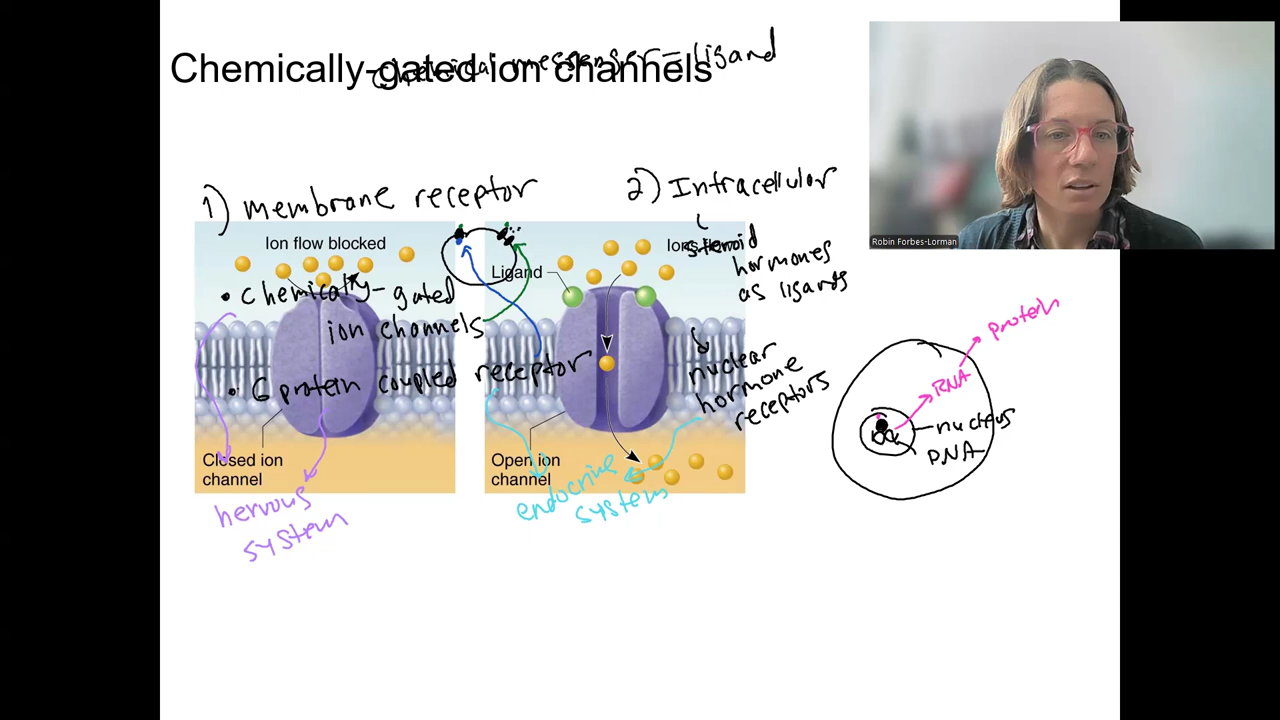 Chemical messenger = ligand
Chemically-gated ion channels
Robin Forbes-Lorman
1) membrane receptor
2) Intracellular
Ion flow blocked
steroid
hormones
as ligands
Ligand
• Chemically-gated
ion channels
• G protein coupled receptor
nuclear
hormone
receptors
protein
RNA
nucleus
DNA
Closed ion
channel
Open ion
channel
nervous
system
endocrine
system